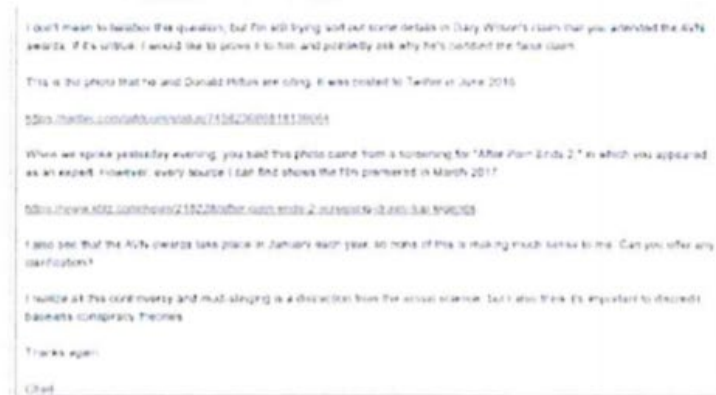 I don't mean to belabor this question, but I'm still trying sort out some details in Gary Wilson's claim that you attended the AVN
awards. If it's untrue, I would like to prove it to him and pointedly ask why he's the false claim.
This is the photo that he and Donald Hilton are citing. It was posted to Twitter in June 2016
When we spoke yesterday evening, you said this photo came from a screening for "After Porn Ends 2," in which you appeared
as an expert. However, every source I can find shows the film premiered in March 2017
I also see that the AVN awards take place in January each year, so none of this is making much sense to me. Can you offer any
clarification?
I realize all this controversy and mud-slinging is a distraction from the actual science, but I also think it's important to discredit
baseless conspiracy theories
Thanks again